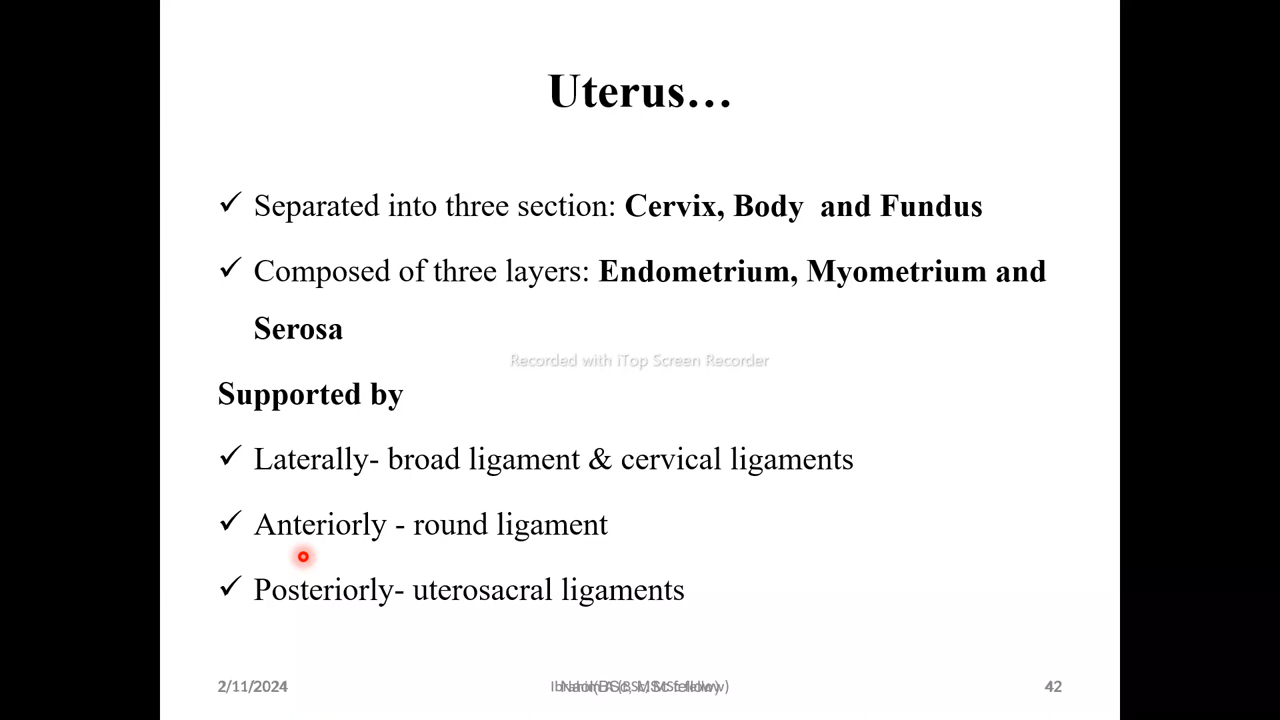 Uterus…
✓ Separated into three section: Cervix, Body and Fundus
✓ Composed of three layers: Endometrium, Myometrium and
Serosa
Recorded with iTop Screen Recorder
Supported by
✓ Laterally- broad ligament & cervical ligaments
✓ Anteriorly - round ligament
✓ Posteriorly- uterosacral ligaments
2/11/2024
42